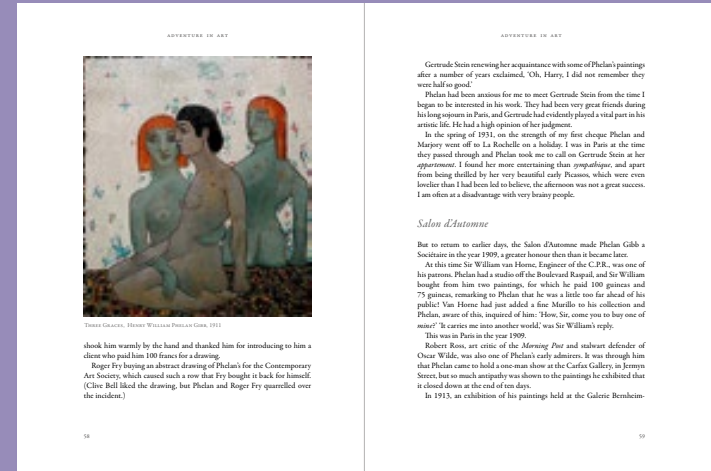 ADVENTURE IN ART
THREE GRACES, HENRY WILLIAM PHELAN GIBB, 1911
shook him warmly by the hand and thanked him for introducing to him a
client who paid him 100 francs for a drawing.
Roger Fry buying an abstract drawing of Phelan's for the Contemporary
Art Society, which caused such a row that Fry bought it back for himself.
(Clive Bell liked the drawing, but Phelan and Roger Fry quarrelled over
the incident.)
58
ADVENTURE IN ART
Gertrude Stein renewing her acquaintance with some of Phelan's paintings
after a number of years exclaimed, 'Oh, Harry, I did not remember they
were half so good.'
Phelan had been anxious for me to meet Gertrude Stein from the time I
began to be interested in his work. They had been very great friends during
his long sojourn in Paris, and Gertrude had evidently played a vital part in his
artistic life. He had a high opinion of her judgment.
In the spring of 1931, on the strength of my first cheque Phelan and
Marjory went off to La Rochelle on a holiday. I was in Paris at the time
they passed through and Phelan took me to call on Gertrude Stein at her
appartement. I found her more entertaining than sympathique, and apart
from being thrilled by her very beautiful early Picassos, which were even
lovelier than I had been led to believe, the afternoon was not a great success.
I am often at a disadvantage with very brainy people.
Salon d'Automne
But to return to earlier days, the Salon d'Automne made Phelan Gibb a
Sociétaire in the year 1909, a greater honour then than it became later.
At this time Sir William van Horne, Engineer of the C.P.R., was one of
his patrons. Phelan had a studio off the Boulevard Raspail, and Sir William
bought from him two paintings, for which he paid 100 guineas and
75 guineas, remarking to Phelan that he was a little too far ahead of his
public! Van Horne had just added a fine Murillo to his collection and
Phelan, aware of this, inquired of him: 'How, Sir, come you to buy one of
mine?' 'It carries me into another world,' was Sir William's reply.
This was in Paris in the year 1909.
Robert Ross, art critic of the Morning Post and stalwart defender of
Oscar Wilde, was also one of Phelan's early admirers. It was through him
that Phelan came to hold a one-man show at the Carfax Gallery, in Jermyn
Street, but so much antipathy was shown to the paintings he exhibited that
it closed down at the end of ten days.
In 1913, an exhibition of his paintings held at the Galerie Bernheim-
59